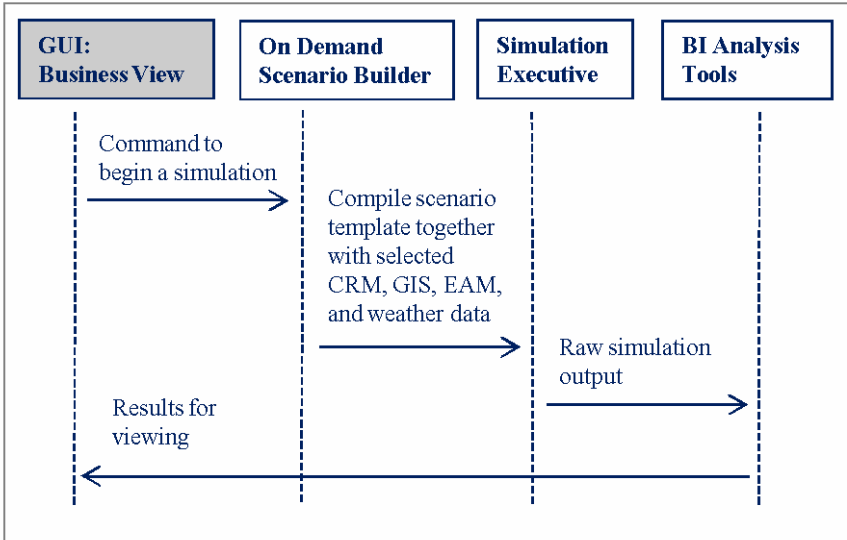 GUI:
Business View
On Demand
Scenario Builder
Simulation
Executive
BI Analysis
Tools
Command to
begin a simulation
Compile scenario
template together
with selected
CRM, GIS, EAM,
and weather data
Raw simulation
output
Results for
viewing